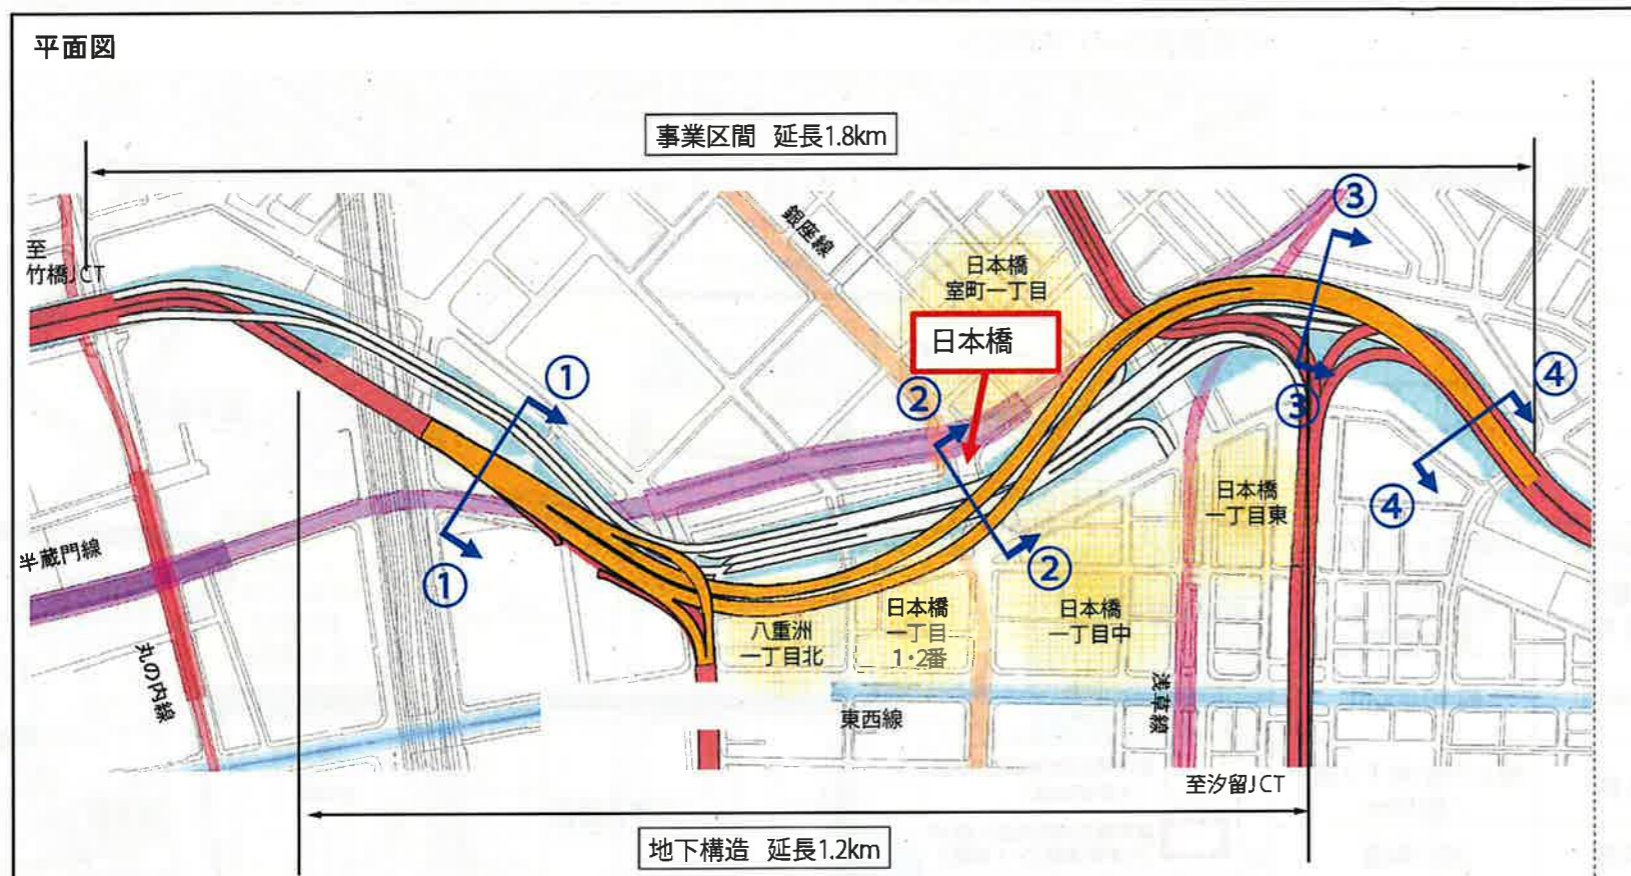 平面図
事業区間 延長1.8km
至
竹橋JCT
銀座線
日本橋
室町一丁目
日本橋
③
①
②
④
③
④
①
②
日本橋
一丁目東
半蔵門線
丸の内線
八重洲
一丁目北
日本橋
一丁目
1・2番
日本橋
一丁目中
東西線
浅草線
至汐留JCT
地下構造 延長1.2km